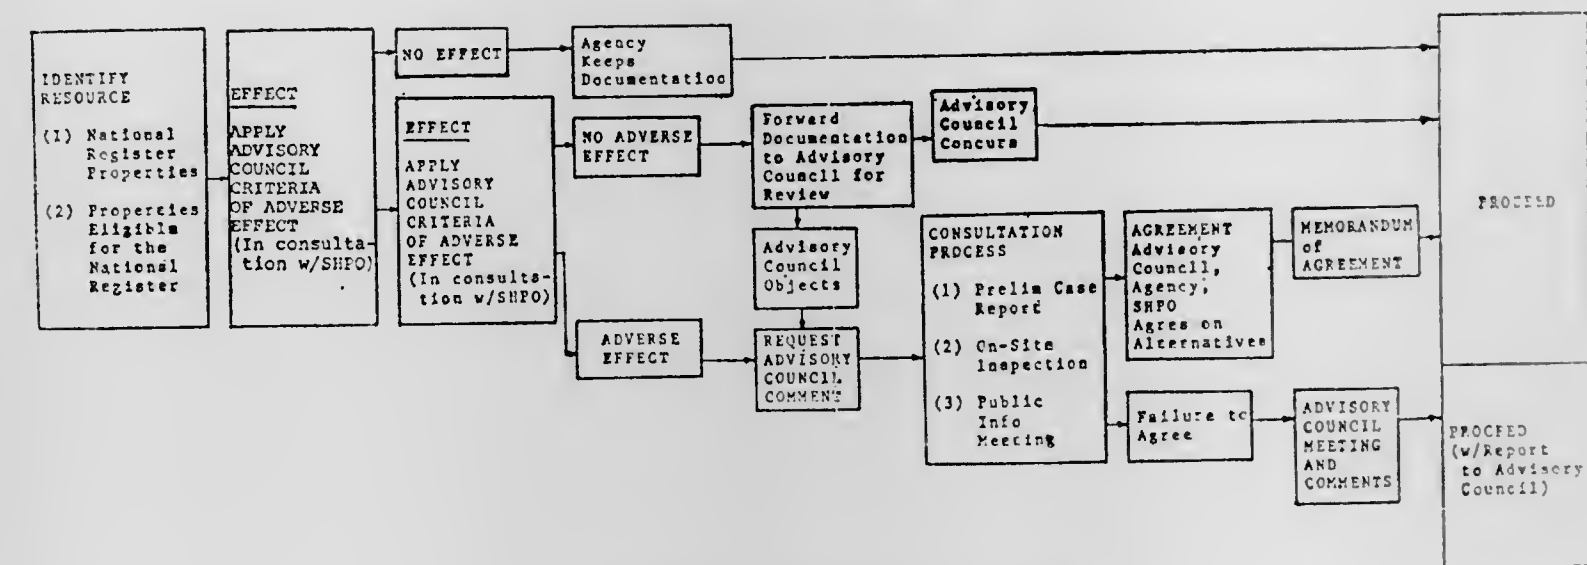 IDENTIFY
RESOURCE
(1) National
Register
Properties
(2) Properties
Eligible
for the
National
Register
EFFECT
APPLY
ADVISORY
COUNCIL
CRITERIA
OF ADVERSE
EFFECT
(In consulta-
tion w/SHPO)
NO EFFECT
Agency
Keeps
Documentation
EFFECT
APPLY
ADVISORY
COUNCIL
CRITERIA
OF ADVERSE
EFFECT
(In consulta-
tion w/SHPO)
NO ADVERSE
EFFECT
Forward
Documentation
to Advisory
Council for
Review
Advisory
Council
Concurs
Advisory
Council
Objects
ADVERSE
EFFECT
REQUEST
ADVISORY
COUNCIL
COMMENT
CONSULTATION
PROCESS
(1) Prelim Case
Report
(2) On-Site
Inspection
(3) Public
Info
Meeting
AGREEMENT
Advisory
Council,
Agency,
SHPO
Agree on
Alternatives
MEMORANDUM
of
AGREEMENT
Failure to
Agree
ADVISORY
COUNCIL
MEETING
AND
COMMENTS
PROCEED
PROCEED
(w/Report
to Advisory
Council)